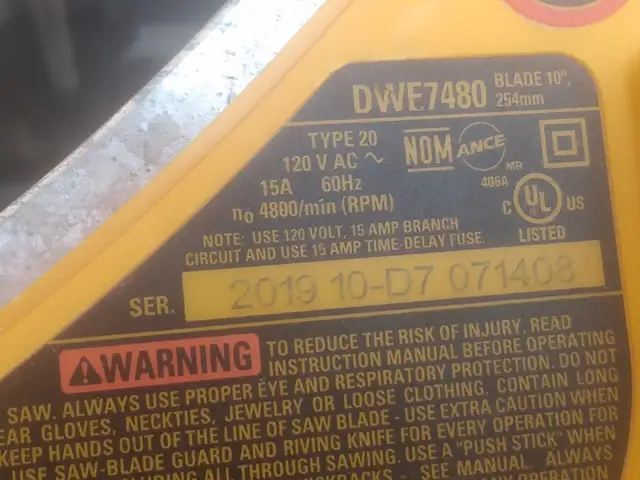 DWE7480 BLADE 10",
254mm
TYPE 20
120 V AC ~
15A 60Hz
n₀ 4800/min (RPM)
NOM ANCE
MR
406A
C UL US
LISTED
NOTE: USE 120 VOLT, 15 AMP BRANCH
CIRCUIT AND USE 15 AMP TIME-DELAY FUSE.
SER. 2019 10-D7 071408
WARNING TO REDUCE THE RISK OF INJURY, READ
INSTRUCTION MANUAL BEFORE OPERATING
SAW. ALWAYS USE PROPER EYE AND RESPIRATORY PROTECTION. DO NOT
EAR GLOVES, NECKTIES, JEWELRY OR LOOSE CLOTHING. CONTAIN LONG
KEEP HANDS OUT OF THE LINE OF SAW BLADE - USE EXTRA CAUTION WHEN
USE SAW-BLADE GUARD AND RIVING KNIFE FOR EVERY OPERATION FOR
ALL THROUGH SAWING. USE A "PUSH STICK" WHEN
SEE MANUAL. ALWAYS
ANY OPERATION